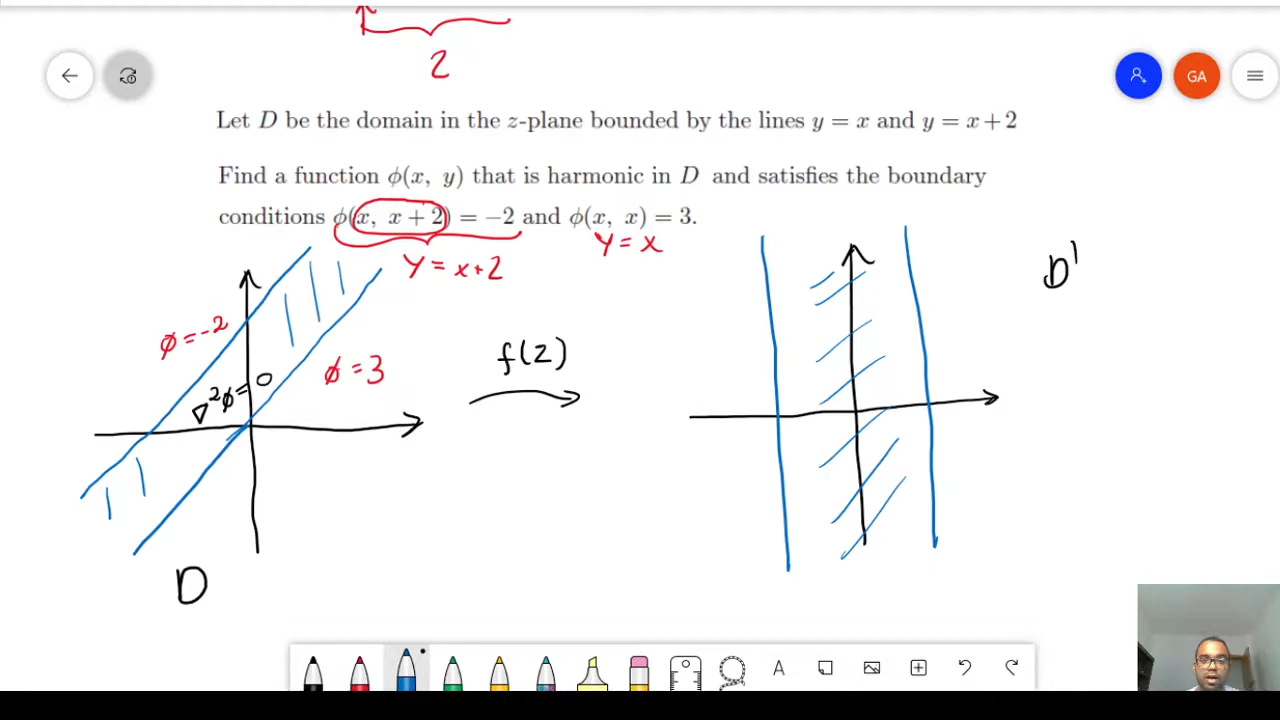 2
GA
Let D be the domain in the z-plane bounded by the lines y = x and y = x + 2
Find a function ϕ(x, y) that is harmonic in D and satisfies the boundary
conditions ϕ(x, x + 2) = −2 and ϕ(x, x) = 3.
y = x+2
y = x
D'
ϕ = -2
ϕ = 3
∇²ϕ = 0
f(z)
D
A